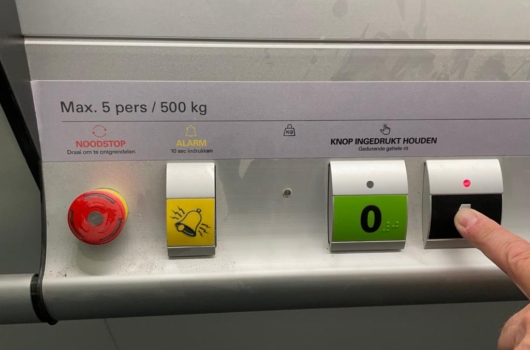 Max. 5 pers / 500 kg
NOODSTOP
Draai om te ontgrendelen
ALARM
10 sec indrukken
KG
KNOP INGEDRUKT HOUDEN
Gedurende gehele rit
0